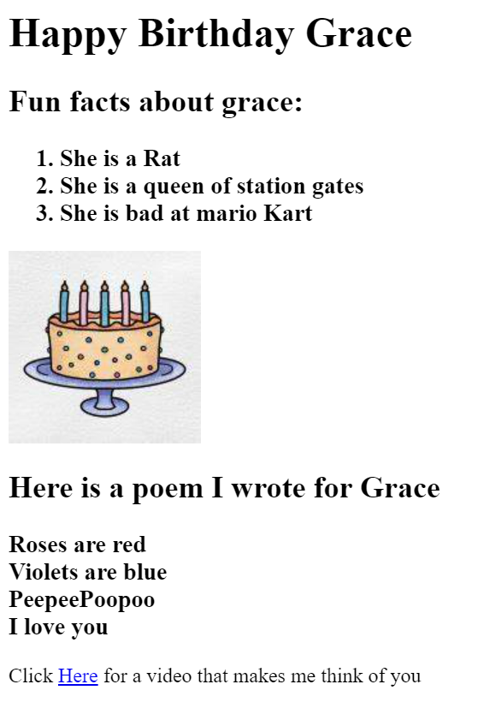 Happy Birthday Grace
Fun facts about grace:
1. She is a Rat
2. She is a queen of station gates
3. She is bad at mario Kart
Here is a poem I wrote for Grace
Roses are red
Violets are blue
PeepeePoopoo
I love you
Click Here for a video that makes me think of you